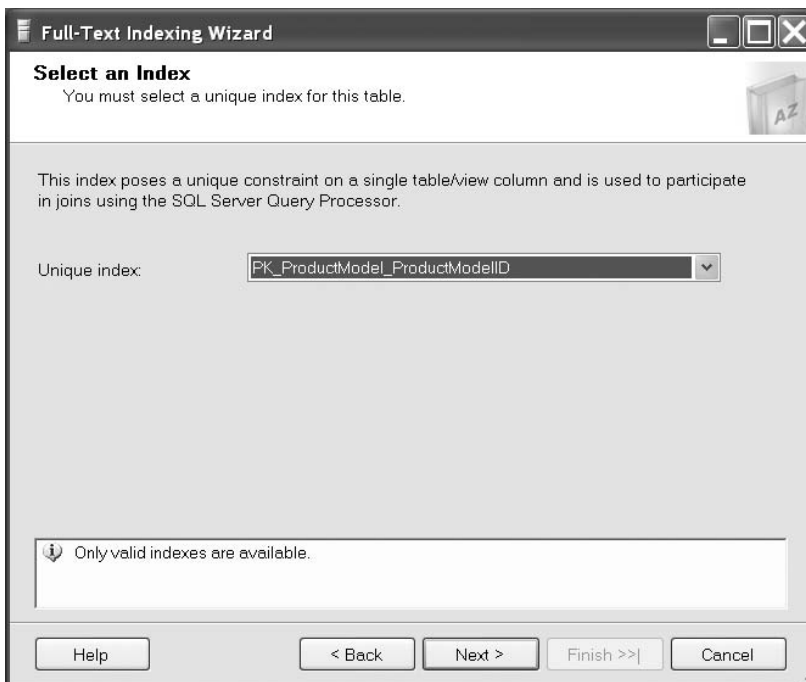 Full-Text Indexing Wizard
Select an Index
You must select a unique index for this table.
AZ
This index poses a unique constraint on a single table/view column and is used to participate
in joins using the SQL Server Query Processor.
Unique index: PK_ProductModel_ProductModelID
Only valid indexes are available.
Help < Back Next > Finish >>| Cancel